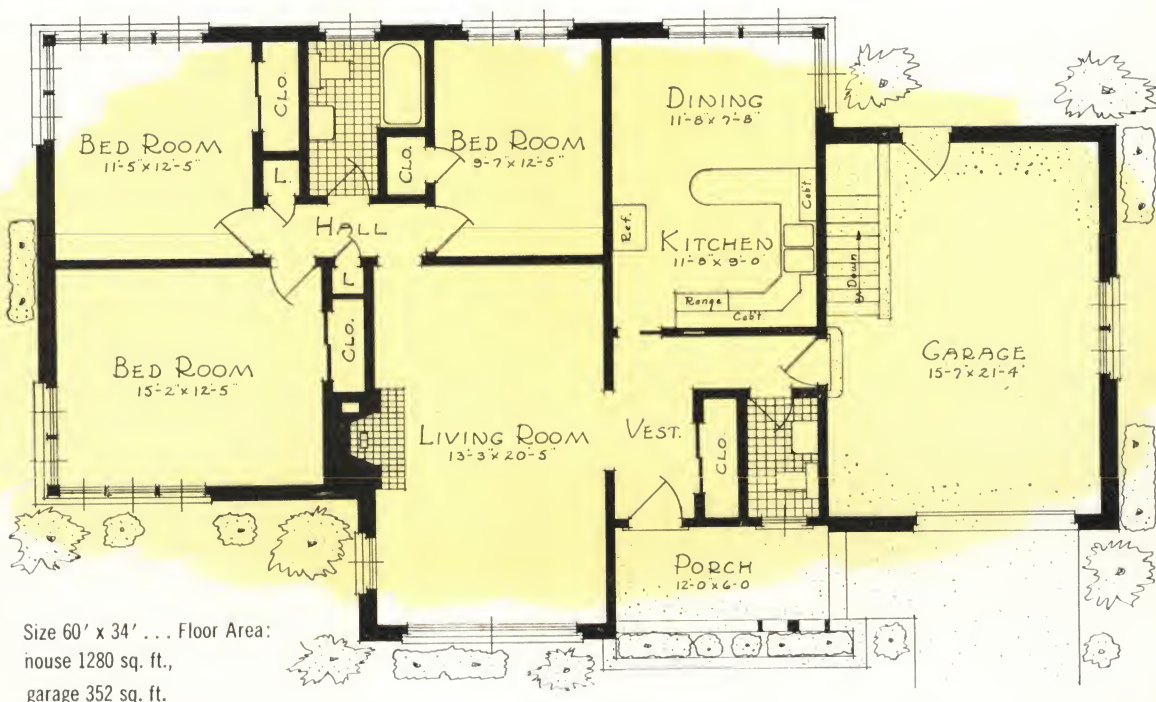 DINING
11'-8" x 7'-8"
BED ROOM
11'-5" x 12'-5"
CLO.
L
CLO.
BED ROOM
9'-7" x 12'-5"
Cab't
Ref.
HALL
KITCHEN
11'-8" x 9'-0"
Range
Cab't.
Down
L
CLO.
BED ROOM
15'-2" x 12'-5"
GARAGE
15'-7" x 21'-4"
LIVING ROOM
13'-3" x 20'-5"
VEST.
CLO.
PORCH
12'-0" x 6'-0
Size 60' x 34' ... Floor Area:
house 1280 sq. ft.,
garage 352 sq. ft.